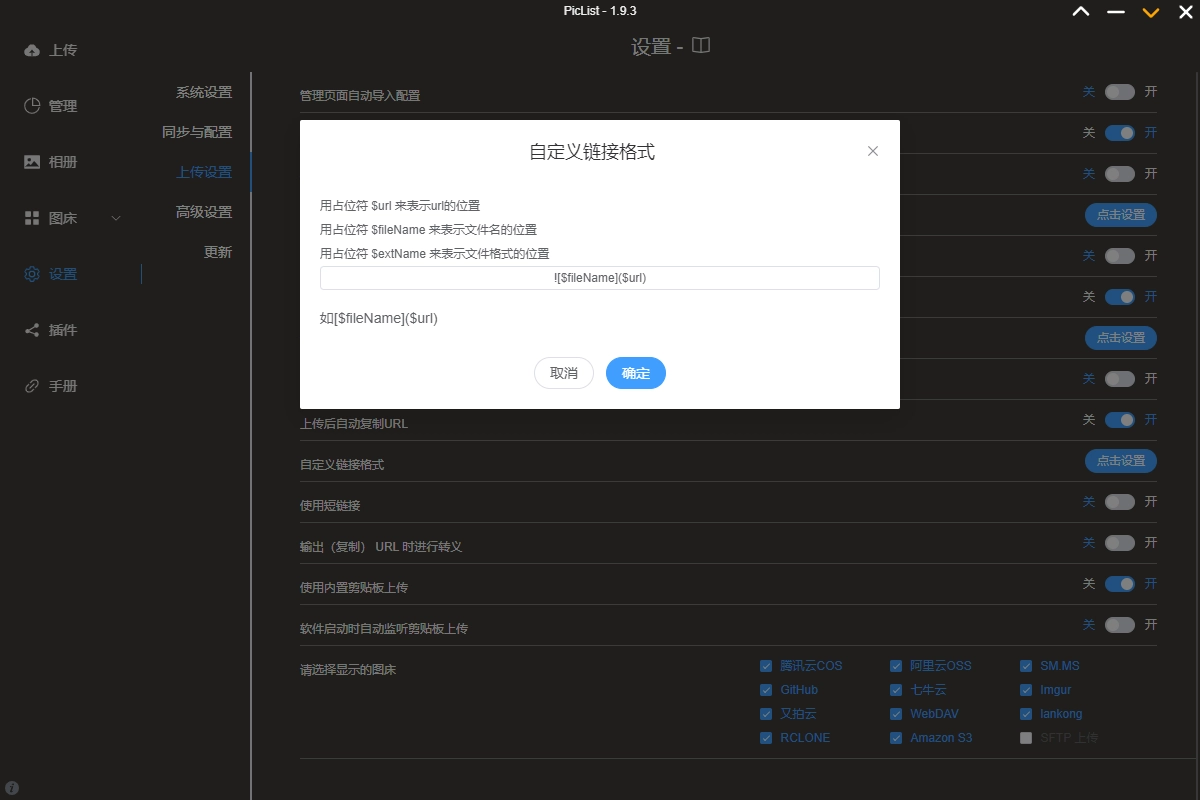 PicList - 1.9.3
设置 -
上传
管理
相册
图床
设置
插件
手册
系统设置
同步与配置
上传设置
高级设置
更新
管理页面自动导入配置 关 开
关 开
关 开
点击设置
关 开
关 开
点击设置
关 开
自定义链接格式
用占位符 $url 来表示url的位置
用占位符 $fileName 来表示文件名的位置
用占位符 $extName 来表示文件格式的位置
![$fileName]($url)
如[$fileName]($url)
取消 确定
上传后自动复制URL 关 开
自定义链接格式 点击设置
使用短链接 关 开
输出（复制） URL 时进行转义 关 开
使用内置剪贴板上传 关 开
软件启动时自动监听剪贴板上传 关 开
请选择显示的图床
腾讯云COS 阿里云OSS SM.MS
GitHub 七牛云 Imgur
又拍云 WebDAV lankong
RCLONE Amazon S3 SFTP上传